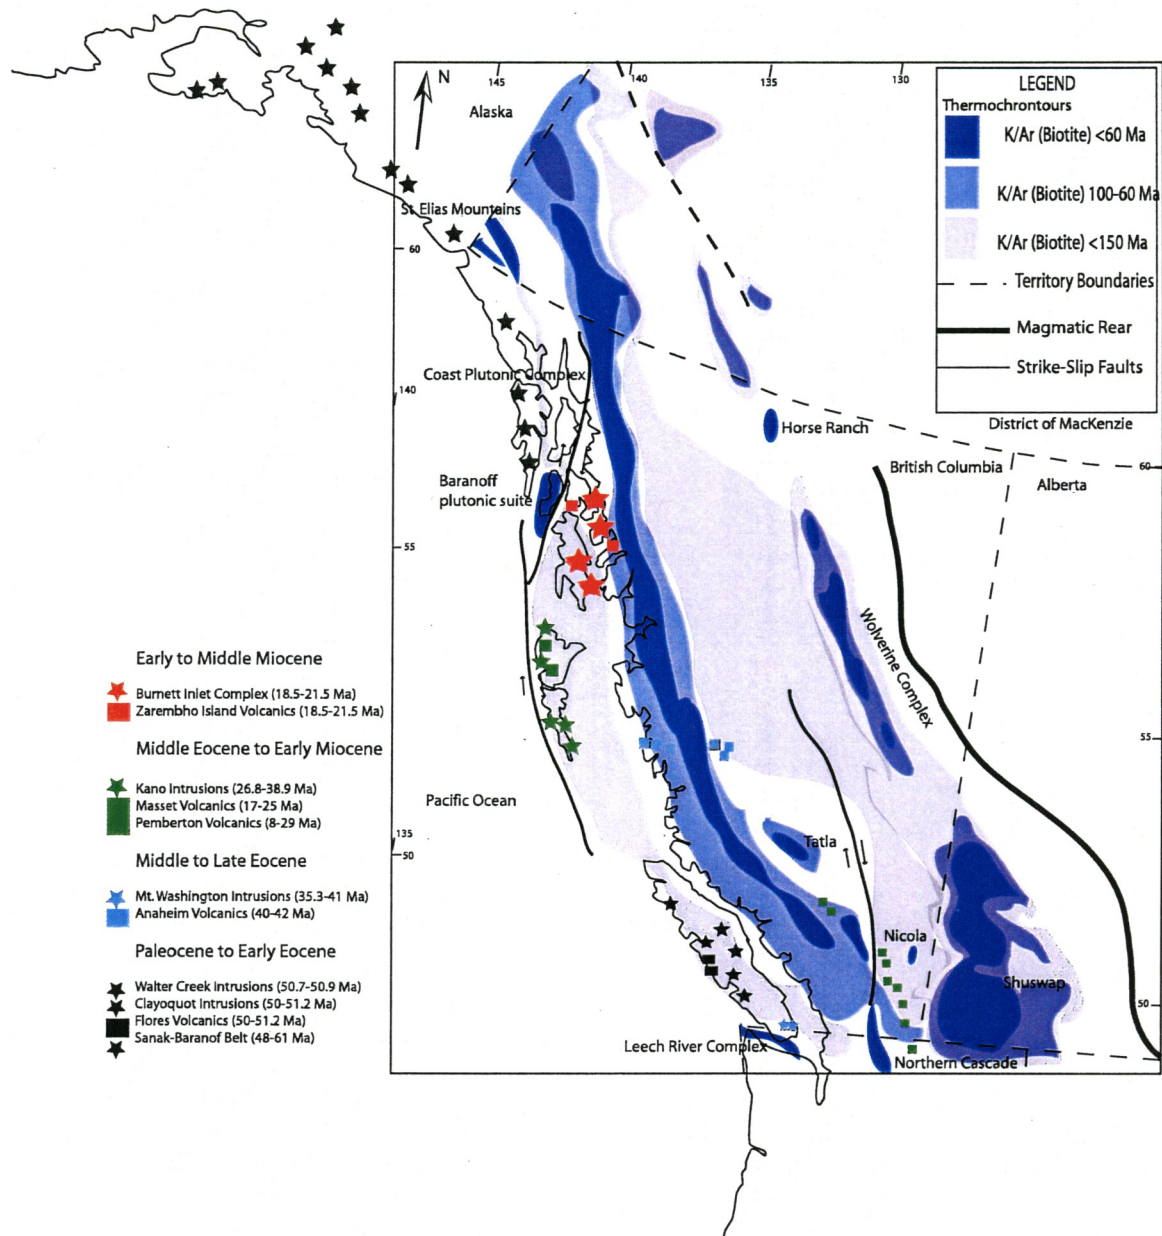 145
140
135
130
N
Alaska
LEGEND
Thermochrontours
K/Ar (Biotite) <60 Ma
K/Ar (Biotite) 100-60 Ma
K/Ar (Biotite) <150 Ma
Territory Boundaries
Magmatic Rear
Strike-Slip Faults
St. Elias Mountains
60
Coast Plutonic Complex
140
Horse Ranch
District of MacKenzie
British Columbia
60
Alberta
Baranoff
plutonic suite
55
Wolverine Complex
55
Pacific Ocean
135
50
Tatla
Nicola
Shuswap
50
Leech River Complex
Northern Cascade
Early to Middle Miocene
Burnett Inlet Complex (18.5-21.5 Ma)
Zarembho Island Volcanics (18.5-21.5 Ma)
Middle Eocene to Early Miocene
Kano Intrusions (26.8-38.9 Ma)
Masset Volcanics (17-25 Ma)
Pemberton Volcanics (8-29 Ma)
Middle to Late Eocene
Mt. Washington Intrusions (35.3-41 Ma)
Anaheim Volcanics (40-42 Ma)
Paleocene to Early Eocene
Walter Creek Intrusions (50.7-50.9 Ma)
Clayoquot Intrusions (50-51.2 Ma)
Flores Volcanics (50-51.2 Ma)
Sanak-Baranof Belt (48-61 Ma)